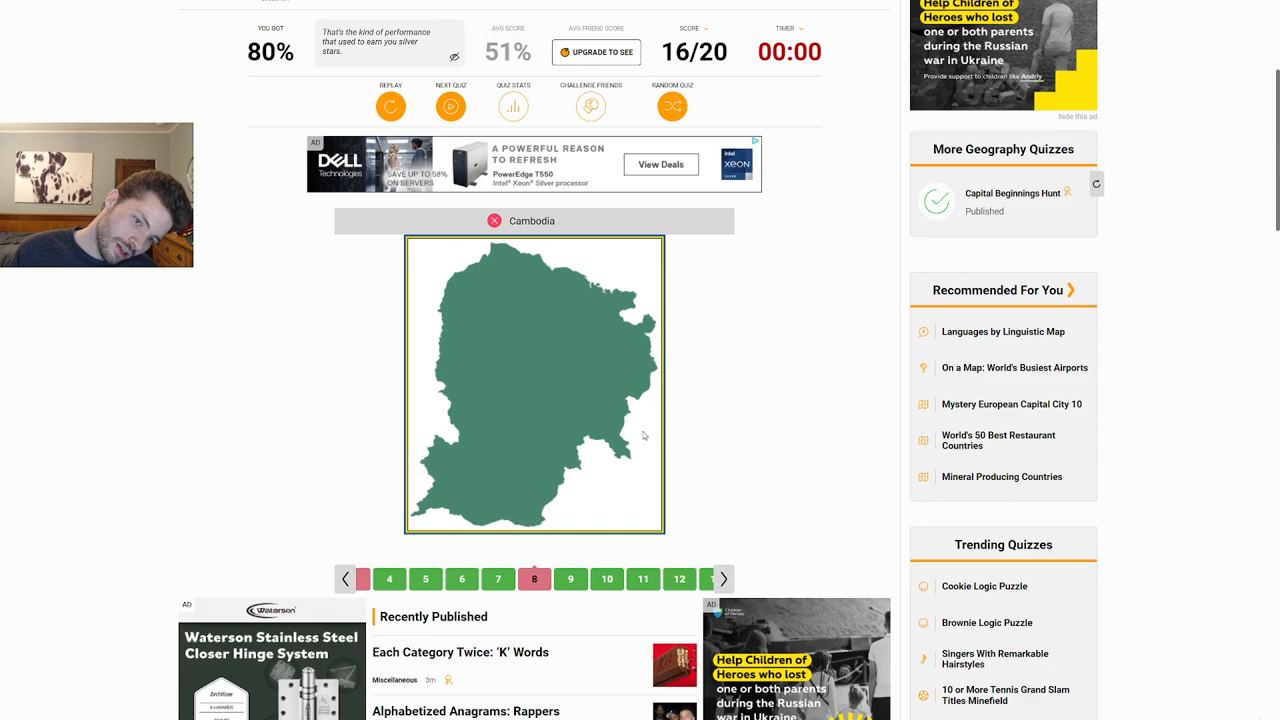 YOU GOT
80%
That's the kind of performance
that used to earn you silver
stars.
AVG SCORE
51%
AVG FRIEND SCORE
UPGRADE TO SEE
SCORE
16/20
TIMER
00:00
REPLAY
NEXT QUIZ
QUIZ STATS
CHALLENGE FRIENDS
RANDOM QUIZ
AD
DELL
Technologies
SAVE UP TO 58%
ON SERVERS
A POWERFUL REASON
TO REFRESH
PowerEdge T550
Intel® Xeon® Silver processor
View Deals
intel
XEON
Cambodia
4
5
6
7
8
9
10
11
12
AD
Waterson
Waterson Stainless Steel
Closer Hinge System
Recently Published
Each Category Twice: ‘K’ Words
Miscellaneous
3m
Alphabetized Anagrams: Rappers
AD
Children
of Heroes
Help Children of
Heroes who lost
one or both parents
during the Russian
war in Ukraine
Help Children of
Heroes who lost
one or both parents
during the Russian
war in Ukraine
Provide support to children like Andriy
hide this ad
More Geography Quizzes
Capital Beginnings Hunt
Published
Recommended For You
Languages by Linguistic Map
On a Map: World's Busiest Airports
Mystery European Capital City 10
World's 50 Best Restaurant
Countries
Mineral Producing Countries
Trending Quizzes
Cookie Logic Puzzle
Brownie Logic Puzzle
Singers With Remarkable
Hairstyles
10 or More Tennis Grand Slam
Titles Minefield